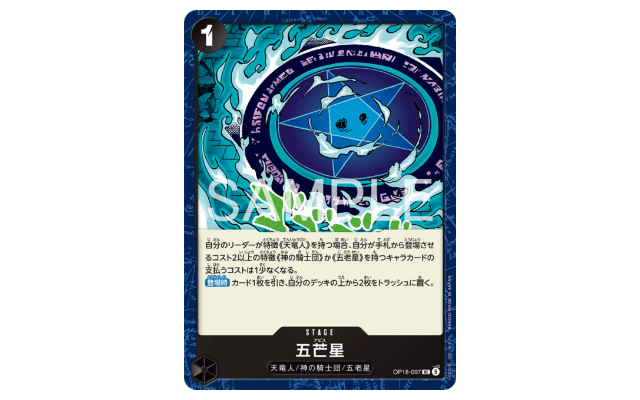 1
SAMPLE
自分のリーダーが特徴《天竜人》を持つ場合、自分が手札から登場させ
るコスト2以上の特徴《神の騎士団》か《五老星》を持つキャラカードの
支払うコストは1少なくなる。
登場時 カード1枚を引き、自分のデッキの上から2枚をトラッシュに置く。
STAGE
アビス
五芒星
天竜人/神の騎士団/五老星
OP18-097 UC 5